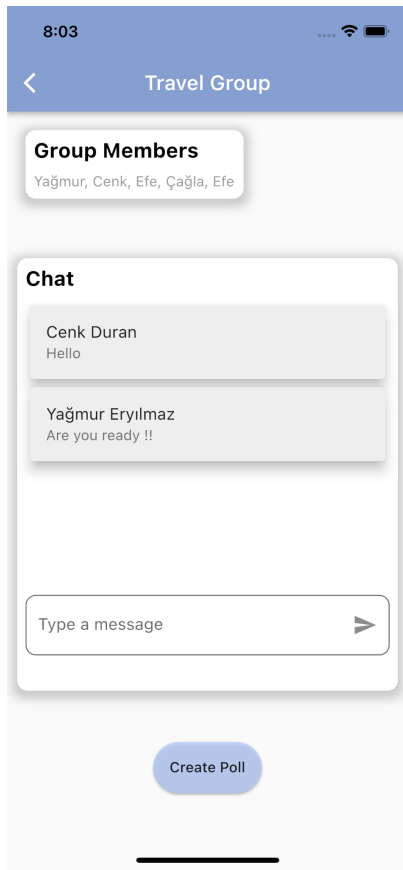 8:03
Travel Group
Group Members
Yağmur, Cenk, Efe, Çağla, Efe
Chat
Cenk Duran
Hello
Yağmur Eryılmaz
Are you ready !!
Type a message
Create Poll